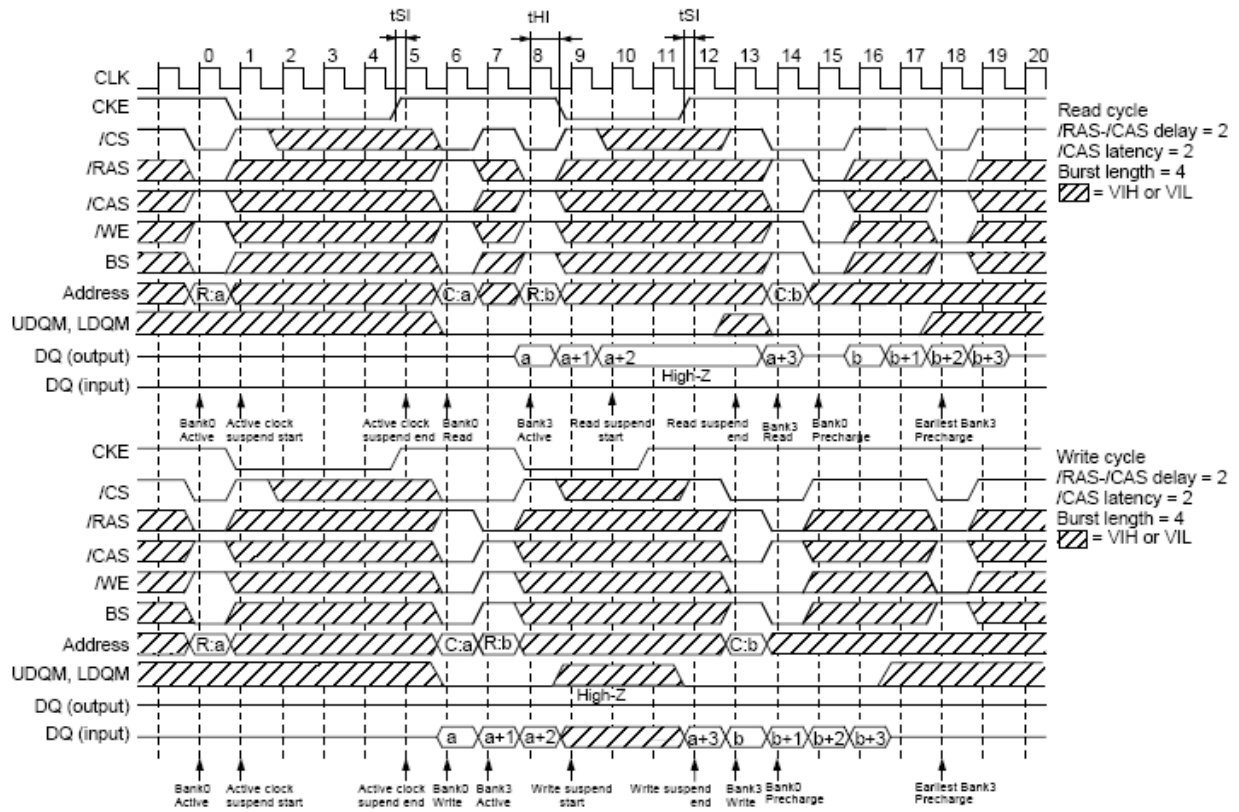 tSI tHI tSI
0 1 2 3 4 5 6 7 8 9 10 11 12 13 14 15 16 17 18 19 20
CLK
CKE
/CS
/RAS
/CAS
/WE
BS
Address R:a C:a R:b C:b
UDQM, LDQM
DQ (output) a a+1 a+2 a+3 b b+1 b+2 b+3
High-Z
DQ (input)
Read cycle
/RAS-/CAS delay = 2
/CAS latency = 2
Burst length = 4
= VIH or VIL
Bank0 Active
Active clock suspend start
Active clock suspend end
Bank0 Read
Bank3 Active
Read suspend start
Read suspend end
Bank3 Read
Bank0 Precharge
Earliest Bank3 Precharge
CKE
/CS
/RAS
/CAS
/WE
BS
Address R:a C:a R:b C:b
UDQM, LDQM
High-Z
DQ (output)
DQ (input) a a+1 a+2 a+3 b b+1 b+2 b+3
Write cycle
/RAS-/CAS delay = 2
/CAS latency = 2
Burst length = 4
= VIH or VIL
Bank0 Active
Active clock suspend start
Active clock supend end
Bank0 Write
Bank3 Active
Write suspend start
Write suspend end
Bank3 Write
Bank0 Precharge
Earliest Bank3 Precharge